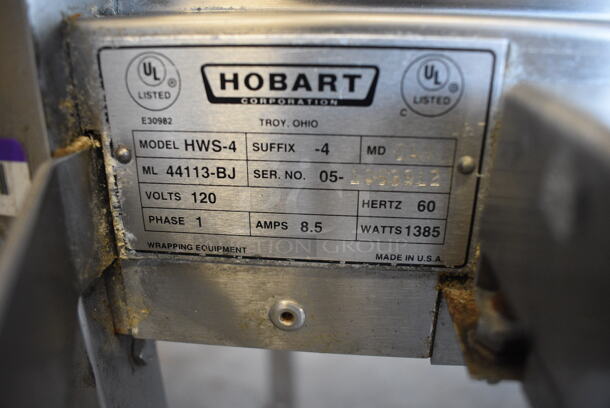 UL ® LISTED
E30982
HOBART
CORPORATION
TROY, OHIO
C UL ® LISTED
MODEL HWS-4 SUFFIX -4 MD
ML 44113-BJ SER. NO. 05-
VOLTS 120 HERTZ 60
PHASE 1 AMPS 8.5 WATTS 1385
WRAPPING EQUIPMENT MADE IN U.S.A.
GROUP